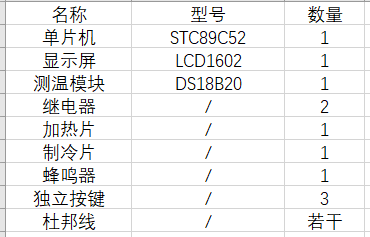 名称 型号 数量
单片机 STC89C52 1
显示屏 LCD1602 1
测温模块 DS18B20 1
继电器 / 2
加热片 / 1
制冷片 / 1
蜂鸣器 / 1
独立按键 / 3
杜邦线 / 若干